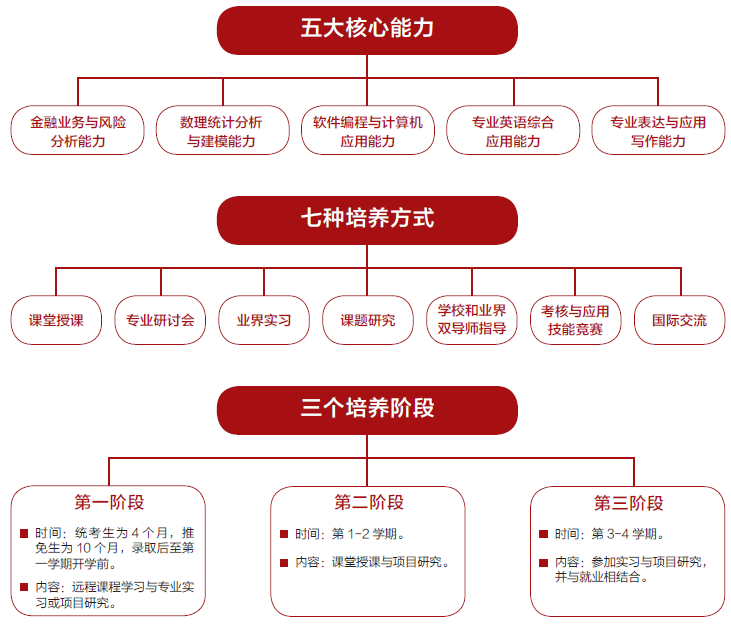 五大核心能力
金融业务与风险
分析能力
数理统计分析
与建模能力
软件编程与计算机
应用能力
专业英语综合
应用能力
专业表达与应用
写作能力
七种培养方式
课堂授课
专业研讨会
业界实习
课题研究
学校和业界
双导师指导
考核与应用
技能竞赛
国际交流
三个培养阶段
第一阶段
时间：统考生为 4 个月，推
免生为 10 个月，录取后至第
一学期开学前。
内容：远程课程学习与专业实
习或项目研究。
第二阶段
时间：第 1-2 学期。
内容：课堂授课与项目研究。
第三阶段
时间：第 3-4 学期。
内容：参加实习与项目研究，
并与就业相结合。